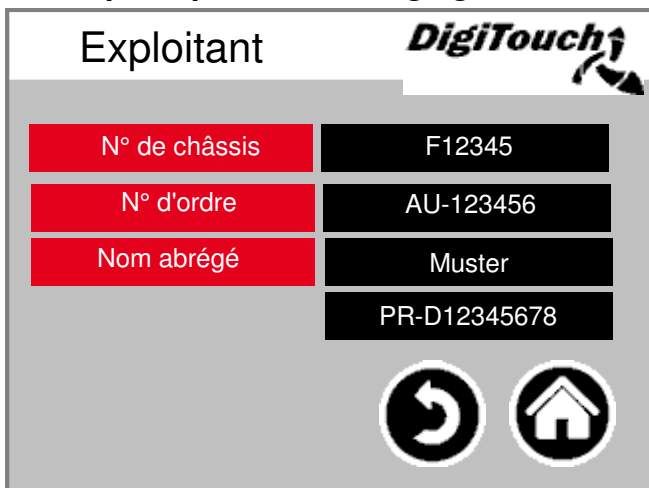 Exploitant
DigiTouch
N° de châssis
F12345
N° d'ordre
AU-123456
Nom abrégé
Muster
PR-D12345678